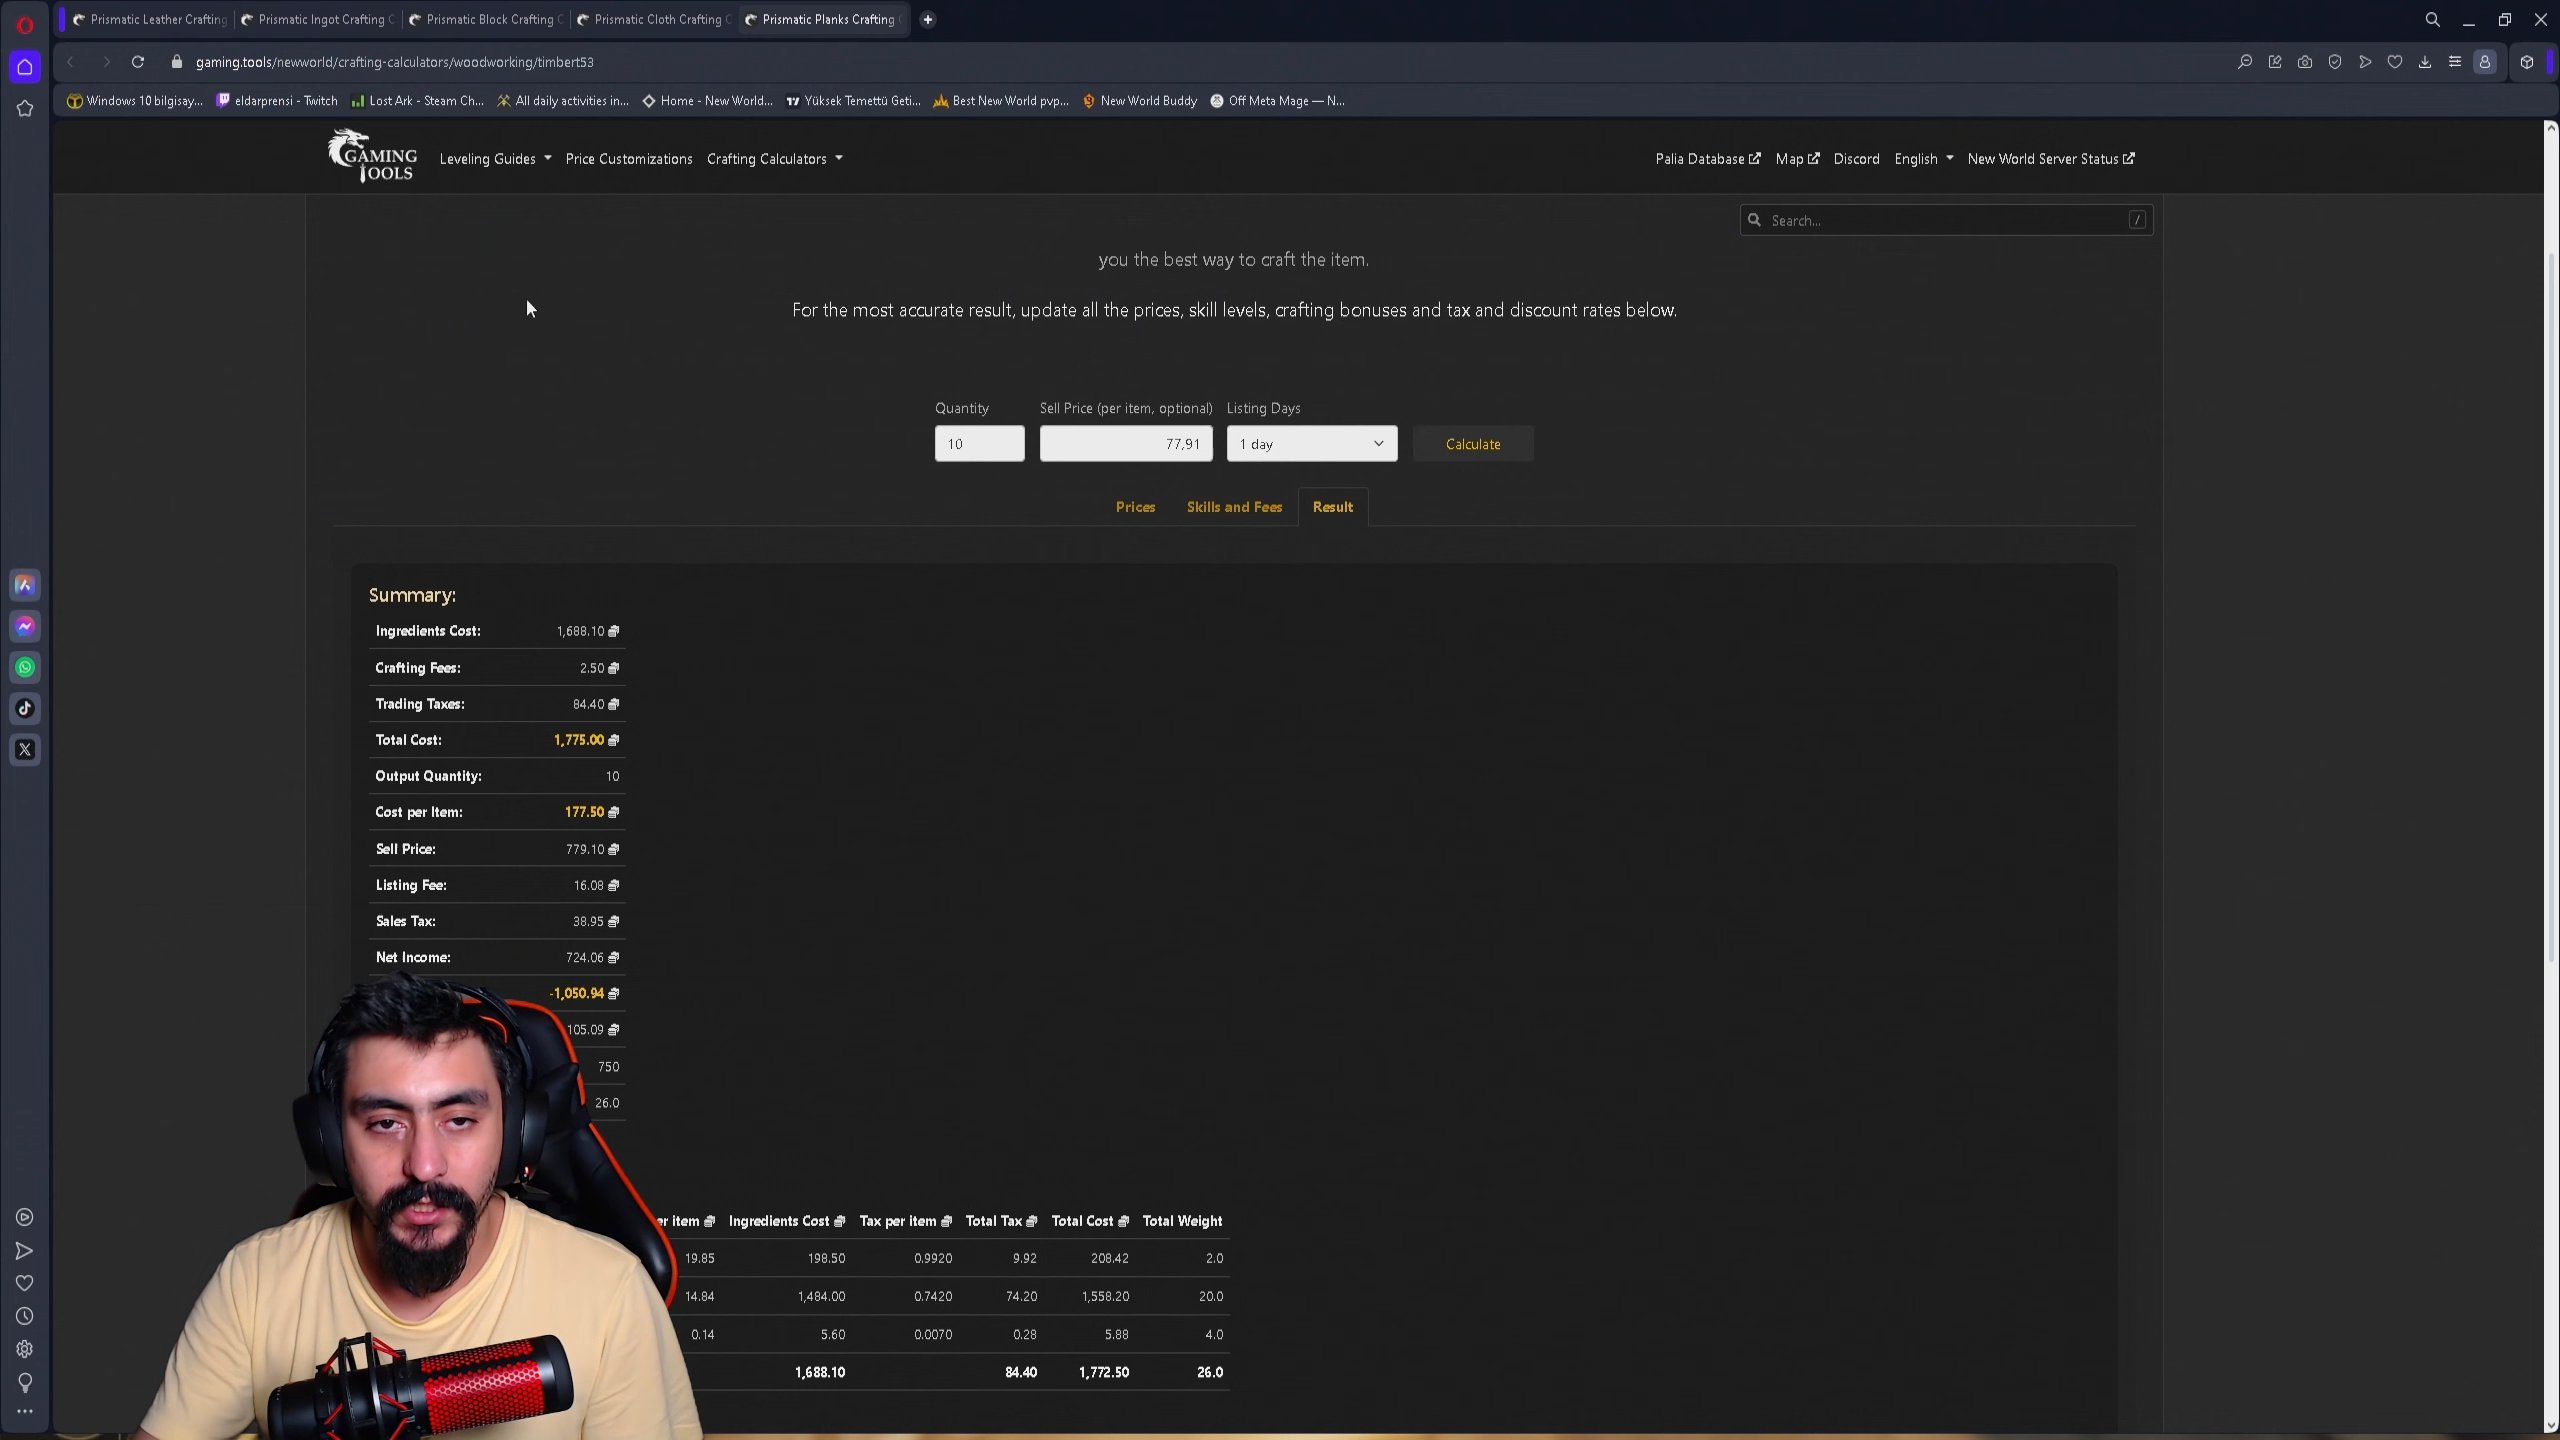 Prismatic Leather Crafting
Prismatic Ingot Crafting C
Prismatic Block Crafting C
Prismatic Cloth Crafting C
Prismatic Planks Crafting
gaming.tools/newworld/crafting-calculators/woodworking/timbert53
Windows 10 bilgisay...
eldarprensi - Twitch
Lost Ark - Steam Ch...
All daily activities in...
Home - New World...
Yüksek Temettü Geti...
Best New World pvp...
New World Buddy
Off Meta Mage — N...
GAMING TOOLS
Leveling Guides
Price Customizations
Crafting Calculators
Palia Database
Map
Discord
English
New World Server Status
Search...
/
you the best way to craft the item.
For the most accurate result, update all the prices, skill levels, crafting bonuses and tax and discount rates below.
Quantity Sell Price (per item, optional) Listing Days
10 77,91 1 day Calculate
Prices Skills and Fees Result
Summary:
Ingredients Cost: 1,688.10
Crafting Fees: 2.50
Trading Taxes: 84.40
Total Cost: 1,775.00
Output Quantity: 10
Cost per Item: 177.50
Sell Price: 779.10
Listing Fee: 16.08
Sales Tax: 38.95
Net Income: 724.06
-1,050.94
105.09
750
26.0
er item Ingredients Cost Tax per item Total Tax Total Cost Total Weight
19.85 198.50 0.9920 9.92 208.42 2.0
14.84 1,484.00 0.7420 74.20 1,558.20 20.0
0.14 5.60 0.0070 0.28 5.88 4.0
1,688.10 84.40 1,772.50 26.0